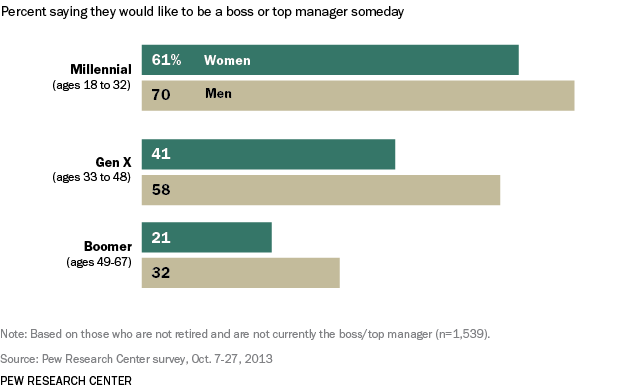 Percent saying they would like to be a boss or top manager someday
Millennial
(ages 18 to 32)
61% Women
70 Men
Gen X
(ages 33 to 48)
41
58
Boomer
(ages 49-67)
21
32
Note: Based on those who are not retired and are not currently the boss/top manager (n=1,539).
Source: Pew Research Center survey, Oct. 7-27, 2013
PEW RESEARCH CENTER